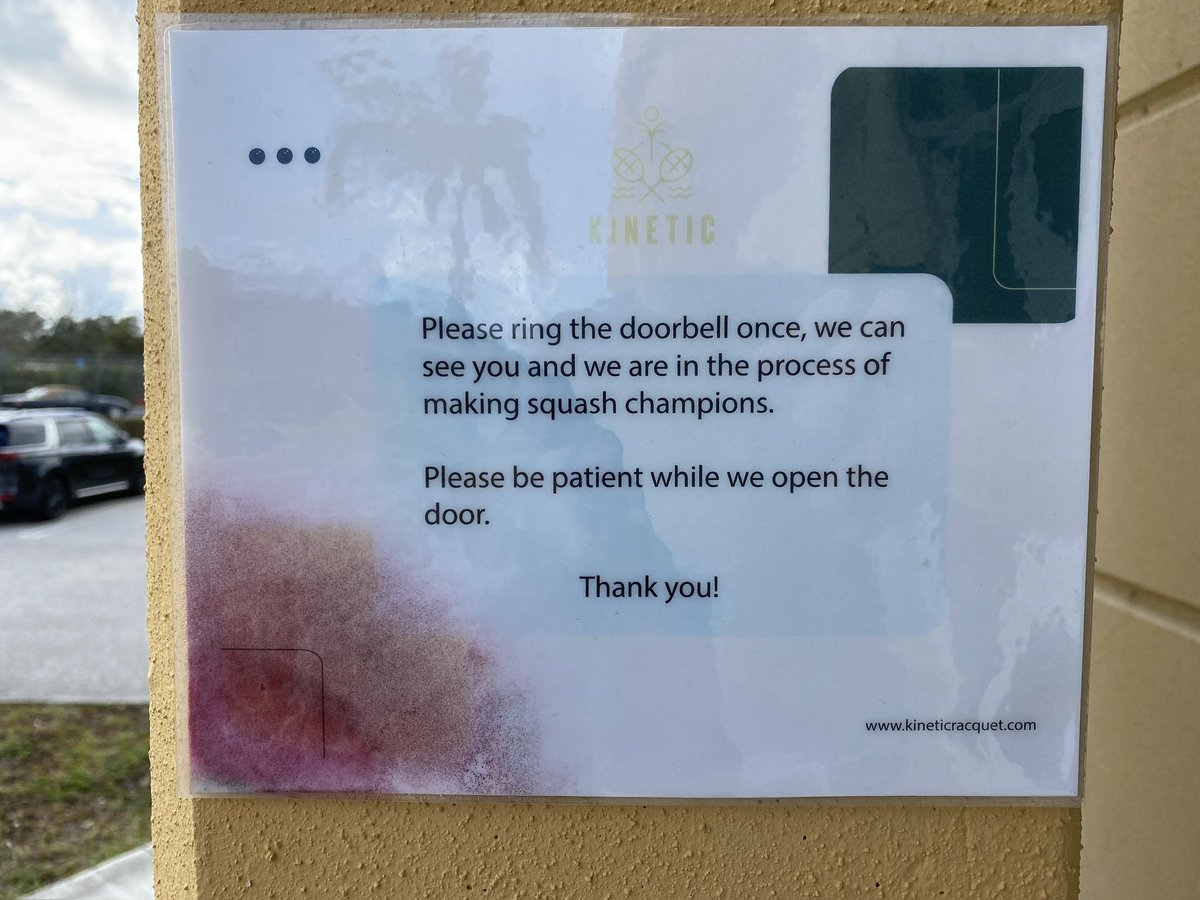 KINETIC
Please ring the doorbell once, we can
see you and we are in the process of
making squash champions.
Please be patient while we open the
door.
Thank you!
www.kineticracquet.com